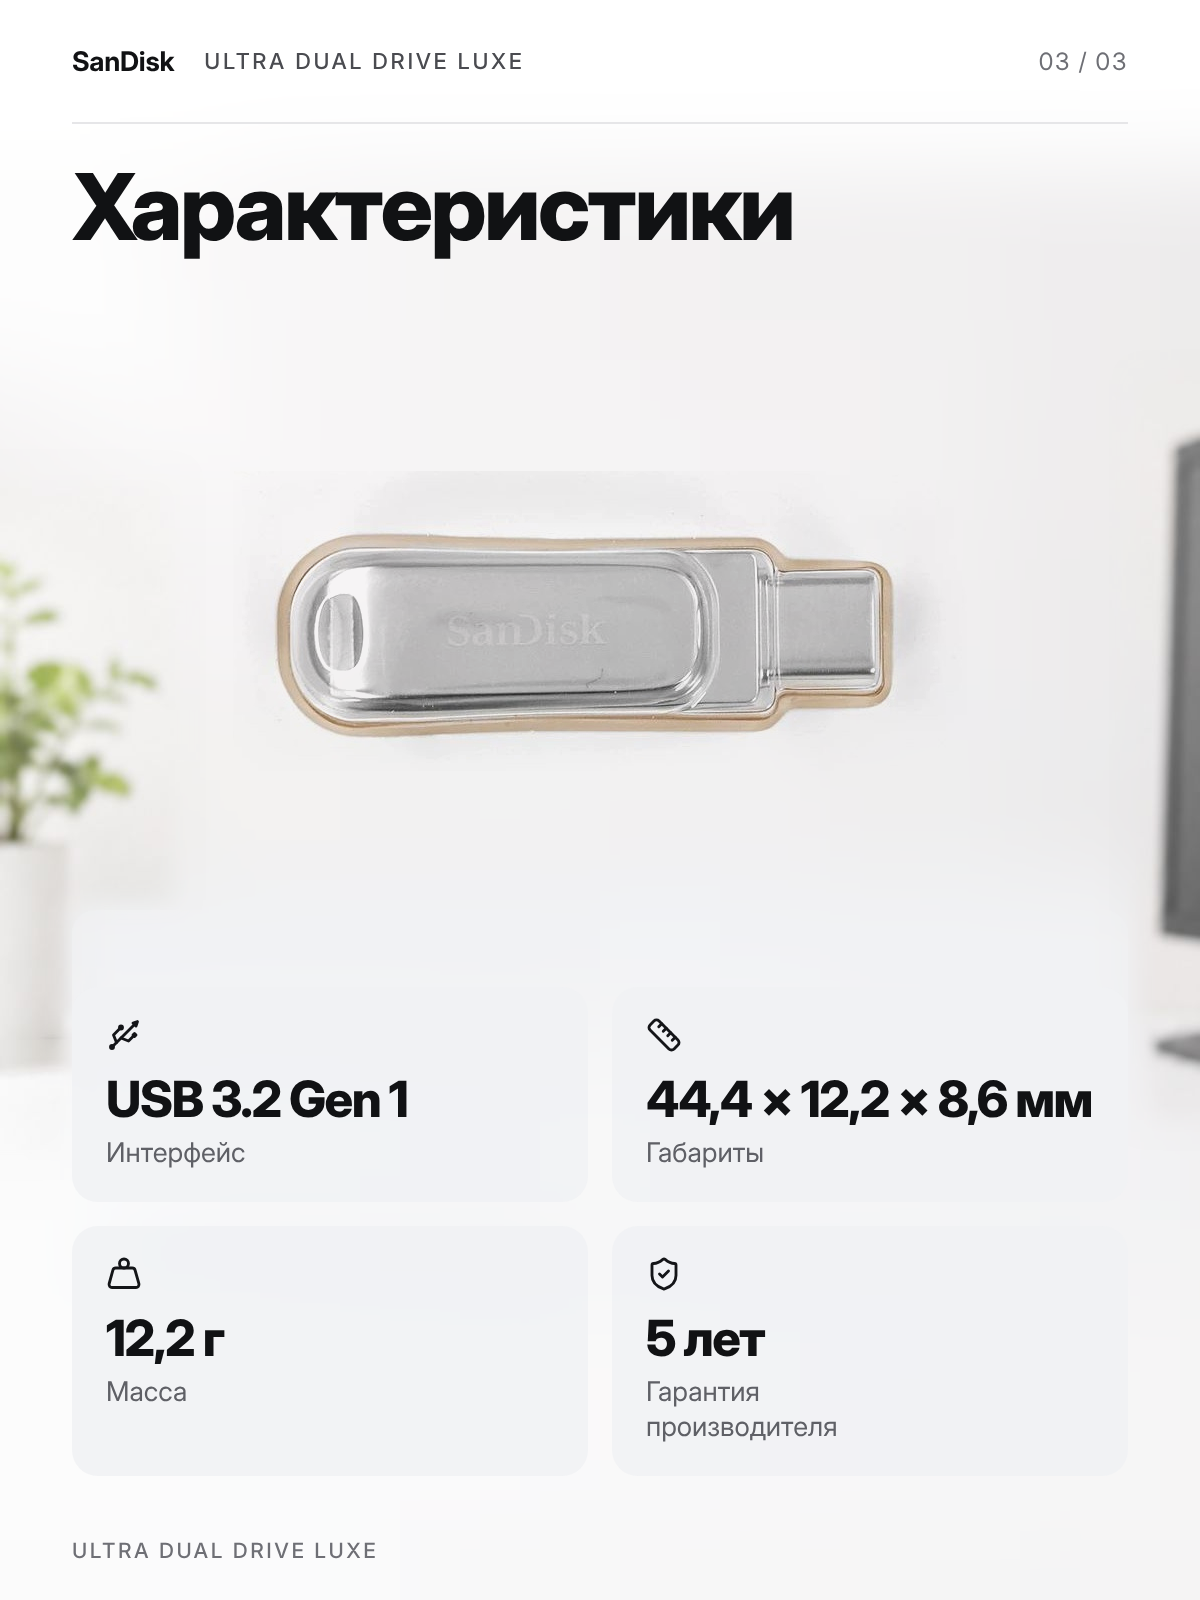 SanDisk ULTRA DUAL DRIVE LUXE 03 / 03
Характеристики
SanDisk
USB 3.2 Gen 1
Интерфейс
44,4 × 12,2 × 8,6 мм
Габариты
12,2 г
Масса
5 лет
Гарантия
производителя
ULTRA DUAL DRIVE LUXE